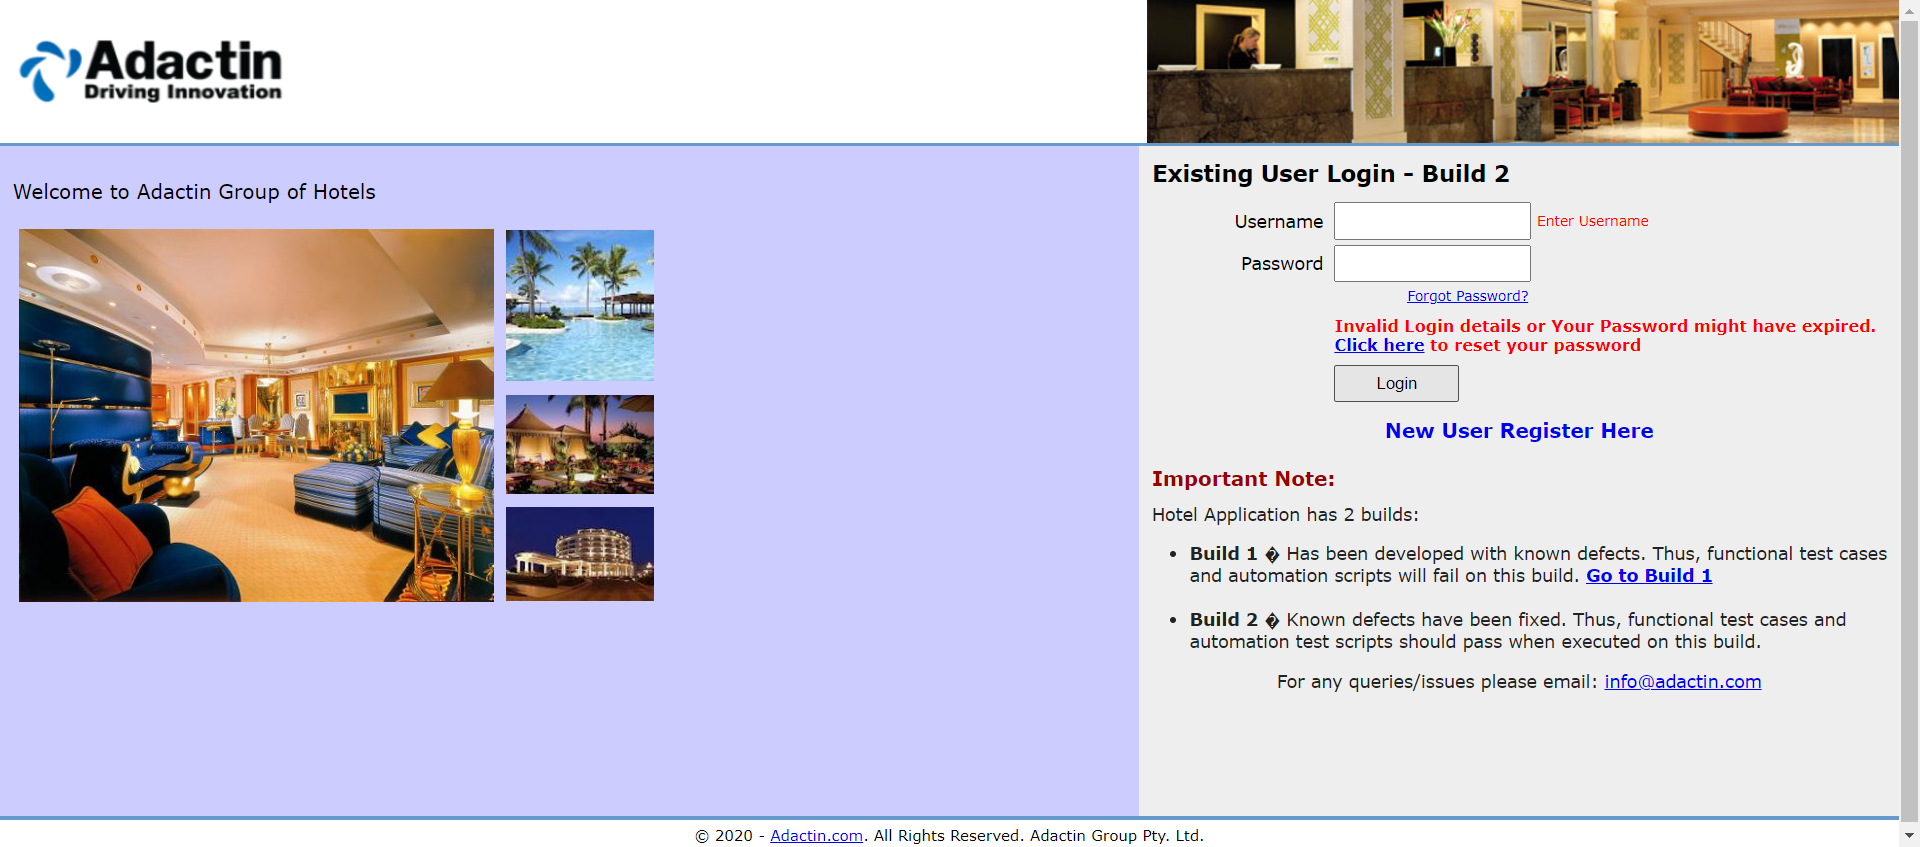 Adactin
Driving Innovation
Welcome to Adactin Group of Hotels
Existing User Login - Build 2
Username Enter Username
Password
Forgot Password?
Invalid Login details or Your Password might have expired.
Click here to reset your password
Login
New User Register Here
Important Note:
Hotel Application has 2 builds:
• Build 1 � Has been developed with known defects. Thus, functional test cases
and automation scripts will fail on this build. Go to Build 1
• Build 2 � Known defects have been fixed. Thus, functional test cases and
automation test scripts should pass when executed on this build.
For any queries/issues please email: info@adactin.com
© 2020 - Adactin.com. All Rights Reserved. Adactin Group Pty. Ltd.